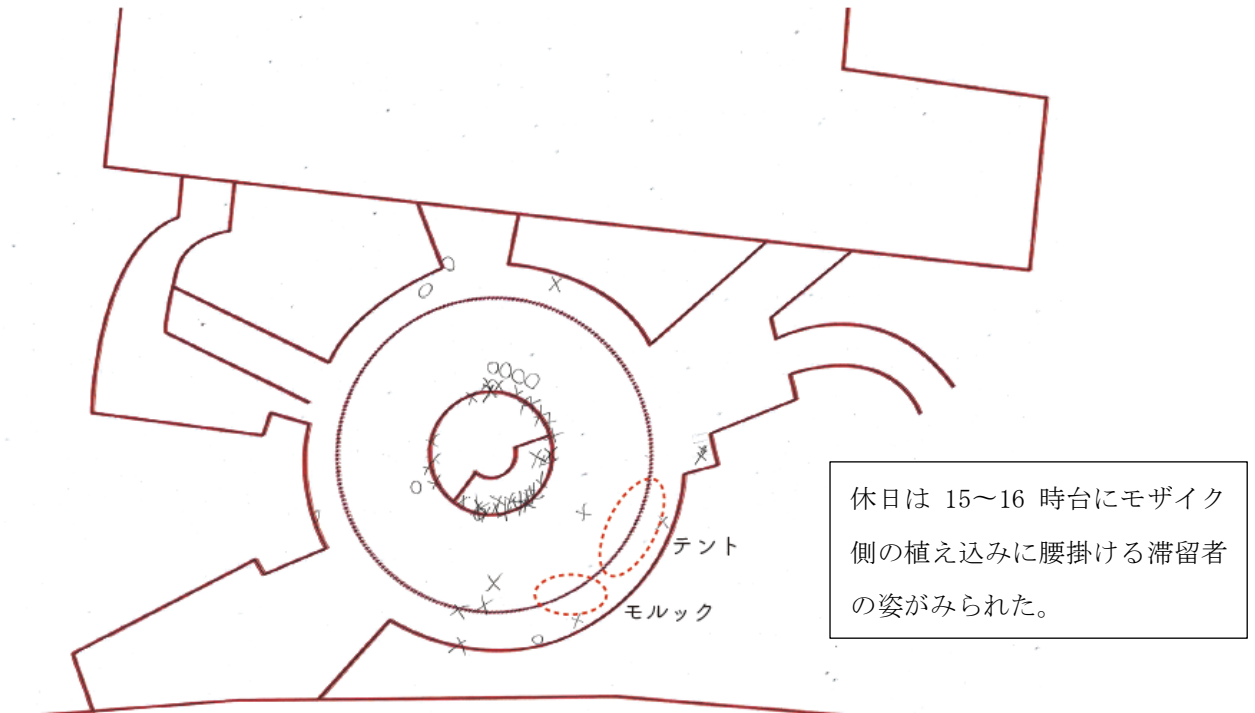 テント
モルック
休日は 15～16 時台にモザイク
側の植え込みに腰掛ける滞留者
の姿がみられた。